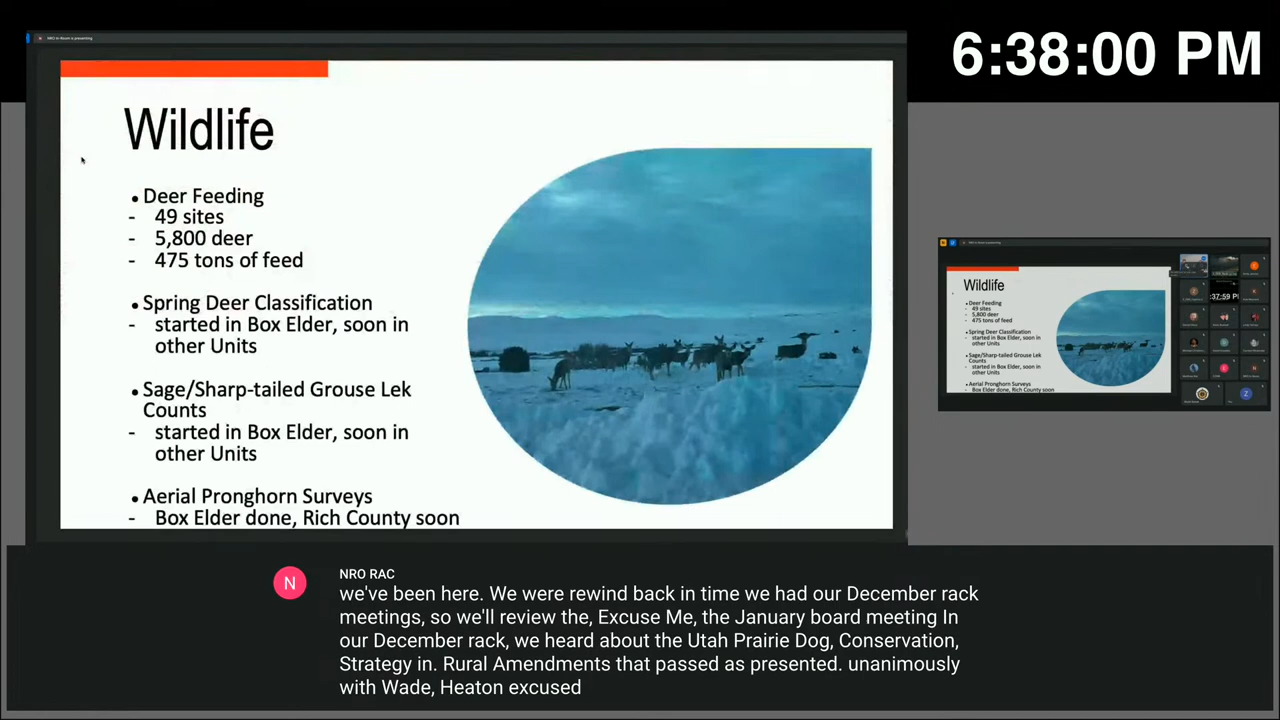 NRO In-Room is presenting
6:38:00 PM
Wildlife
• Deer Feeding
- 49 sites
- 5,800 deer
- 475 tons of feed
• Spring Deer Classification
- started in Box Elder, soon in
other Units
• Sage/Sharp-tailed Grouse Lek
Counts
- started in Box Elder, soon in
other Units
• Aerial Pronghorn Surveys
- Box Elder done, Rich County soon
Wildlife
• Deer Feeding
- 49 sites
- 5,800 deer
- 475 tons of feed
• Spring Deer Classification
- started in Box Elder, soon in
other Units
• Sage/Sharp-tailed Grouse Lek
Counts
- started in Box Elder, soon in
other Units
• Aerial Pronghorn Surveys
- Box Elder done, Rich County soon
:37:59 P
N
NRO RAC
we've been here. We were rewind back in time we had our December rack
meetings, so we'll review the, Excuse Me, the January board meeting In
our December rack, we heard about the Utah Prairie Dog, Conservation,
Strategy in. Rural Amendments that passed as presented. unanimously
with Wade, Heaton excused